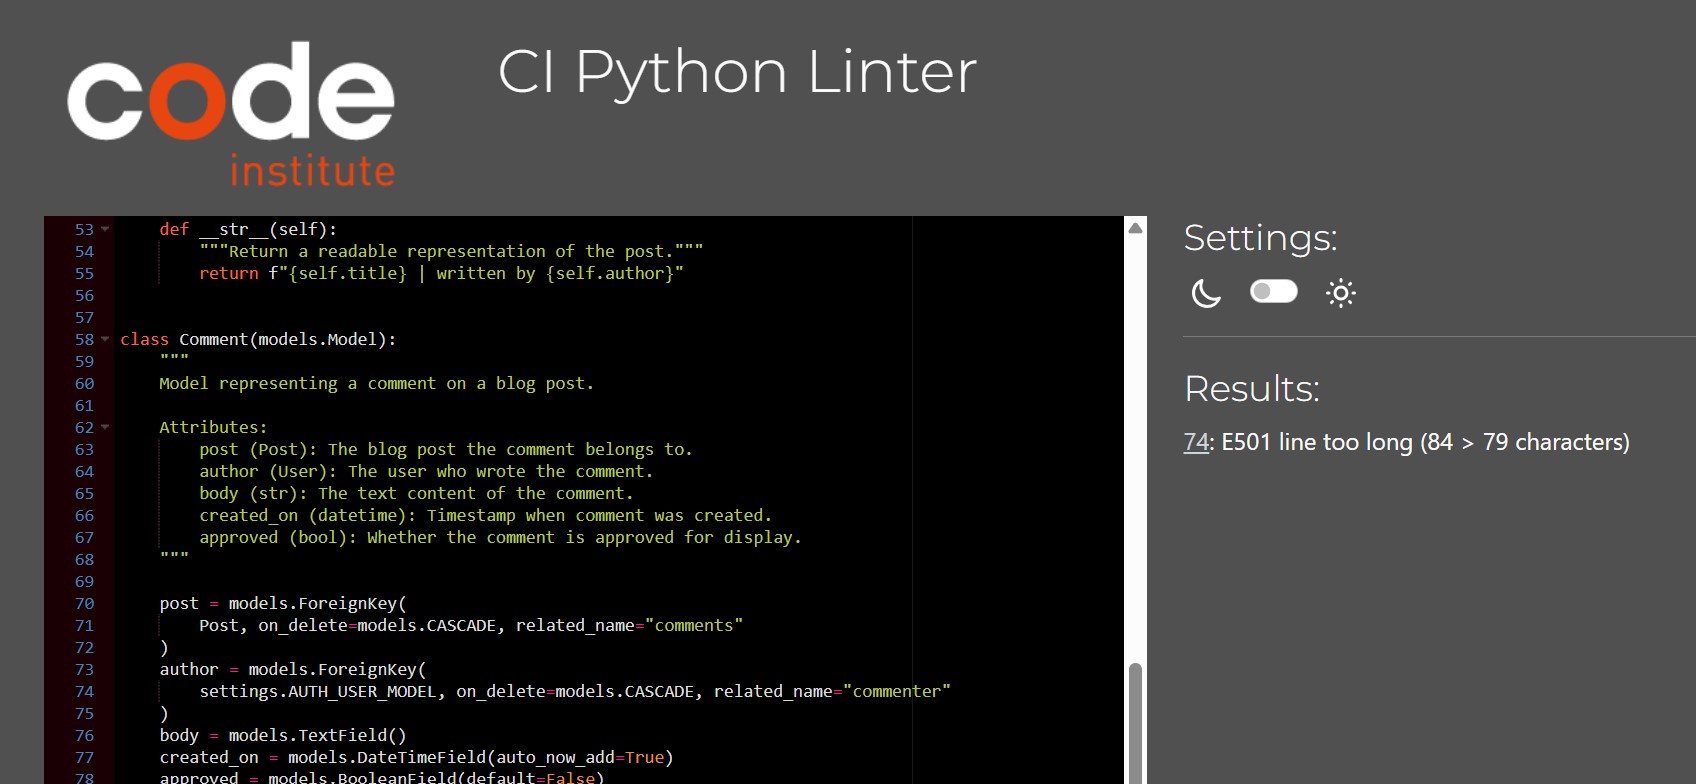 code
institute
CI Python Linter
53 def __str__(self):
54 """Return a readable representation of the post."""
55 return f"{self.title} | written by {self.author}"
56
57
58 class Comment(models.Model):
59 """
60 Model representing a comment on a blog post.
61
62 Attributes:
63 post (Post): The blog post the comment belongs to.
64 author (User): The user who wrote the comment.
65 body (str): The text content of the comment.
66 created_on (datetime): Timestamp when comment was created.
67 approved (bool): Whether the comment is approved for display.
68 """
69
70 post = models.ForeignKey(
71 Post, on_delete=models.CASCADE, related_name="comments"
72 )
73 author = models.ForeignKey(
74 settings.AUTH_USER_MODEL, on_delete=models.CASCADE, related_name="commenter"
75 )
76 body = models.TextField()
77 created_on = models.DateTimeField(auto_now_add=True)
78 approved = models.BooleanField(default=False)
Settings:
Results:
74: E501 line too long (84 > 79 characters)